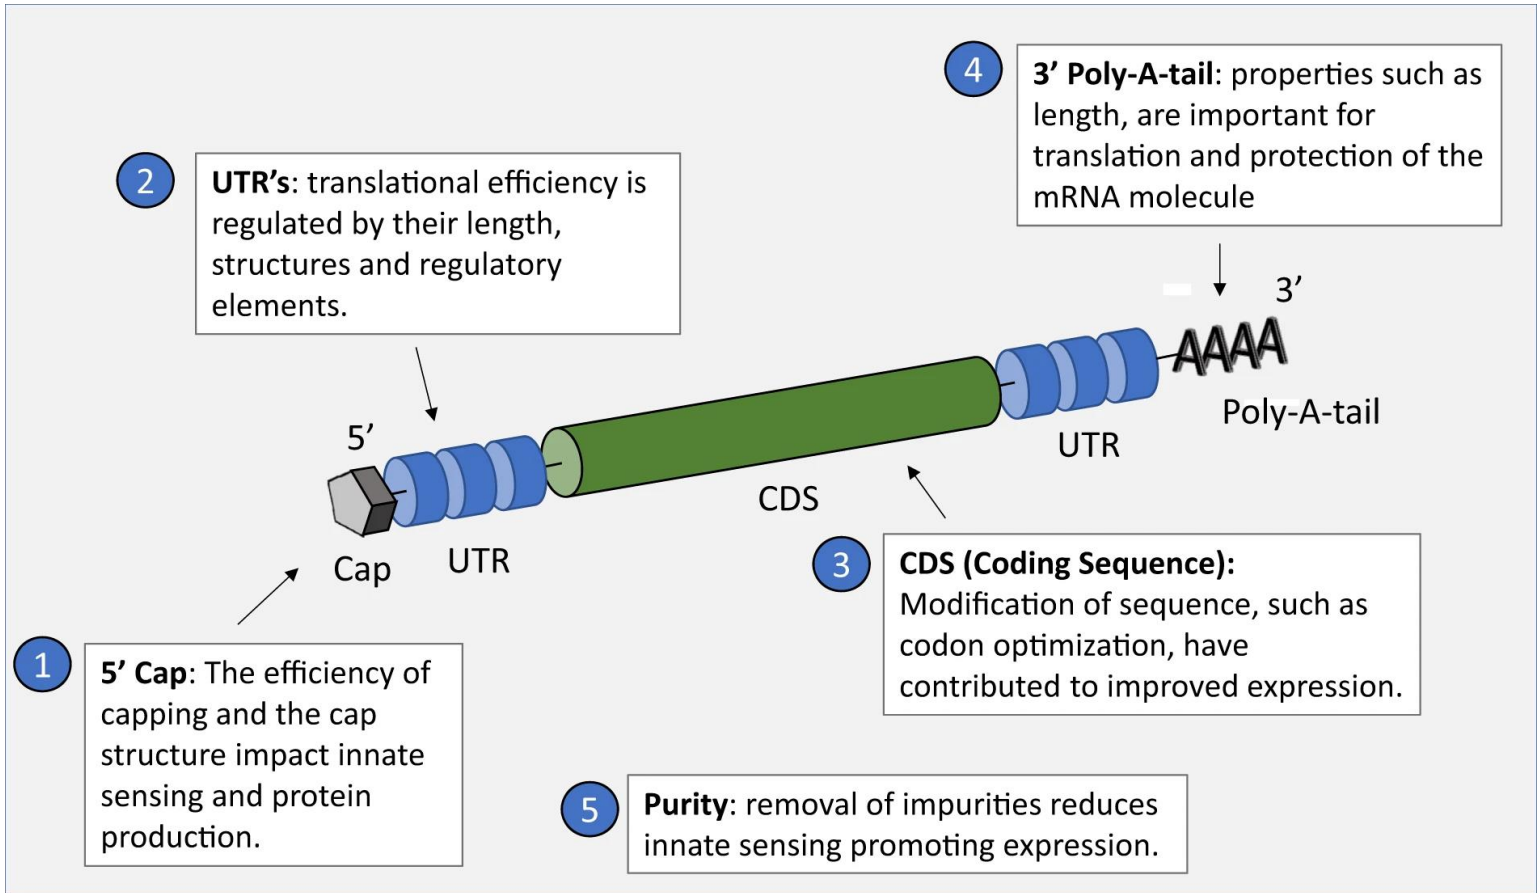 4
3’ Poly-A-tail: properties such as
length, are important for
translation and protection of the
mRNA molecule
2
UTR’s: translational efficiency is
regulated by their length,
structures and regulatory
elements.
3’
AAAA
Poly-A-tail
UTR
5’
CDS
Cap
UTR
3
CDS (Coding Sequence):
Modification of sequence, such as
codon optimization, have
contributed to improved expression.
1
5’ Cap: The efficiency of
capping and the cap
structure impact innate
sensing and protein
production.
5
Purity: removal of impurities reduces
innate sensing promoting expression.